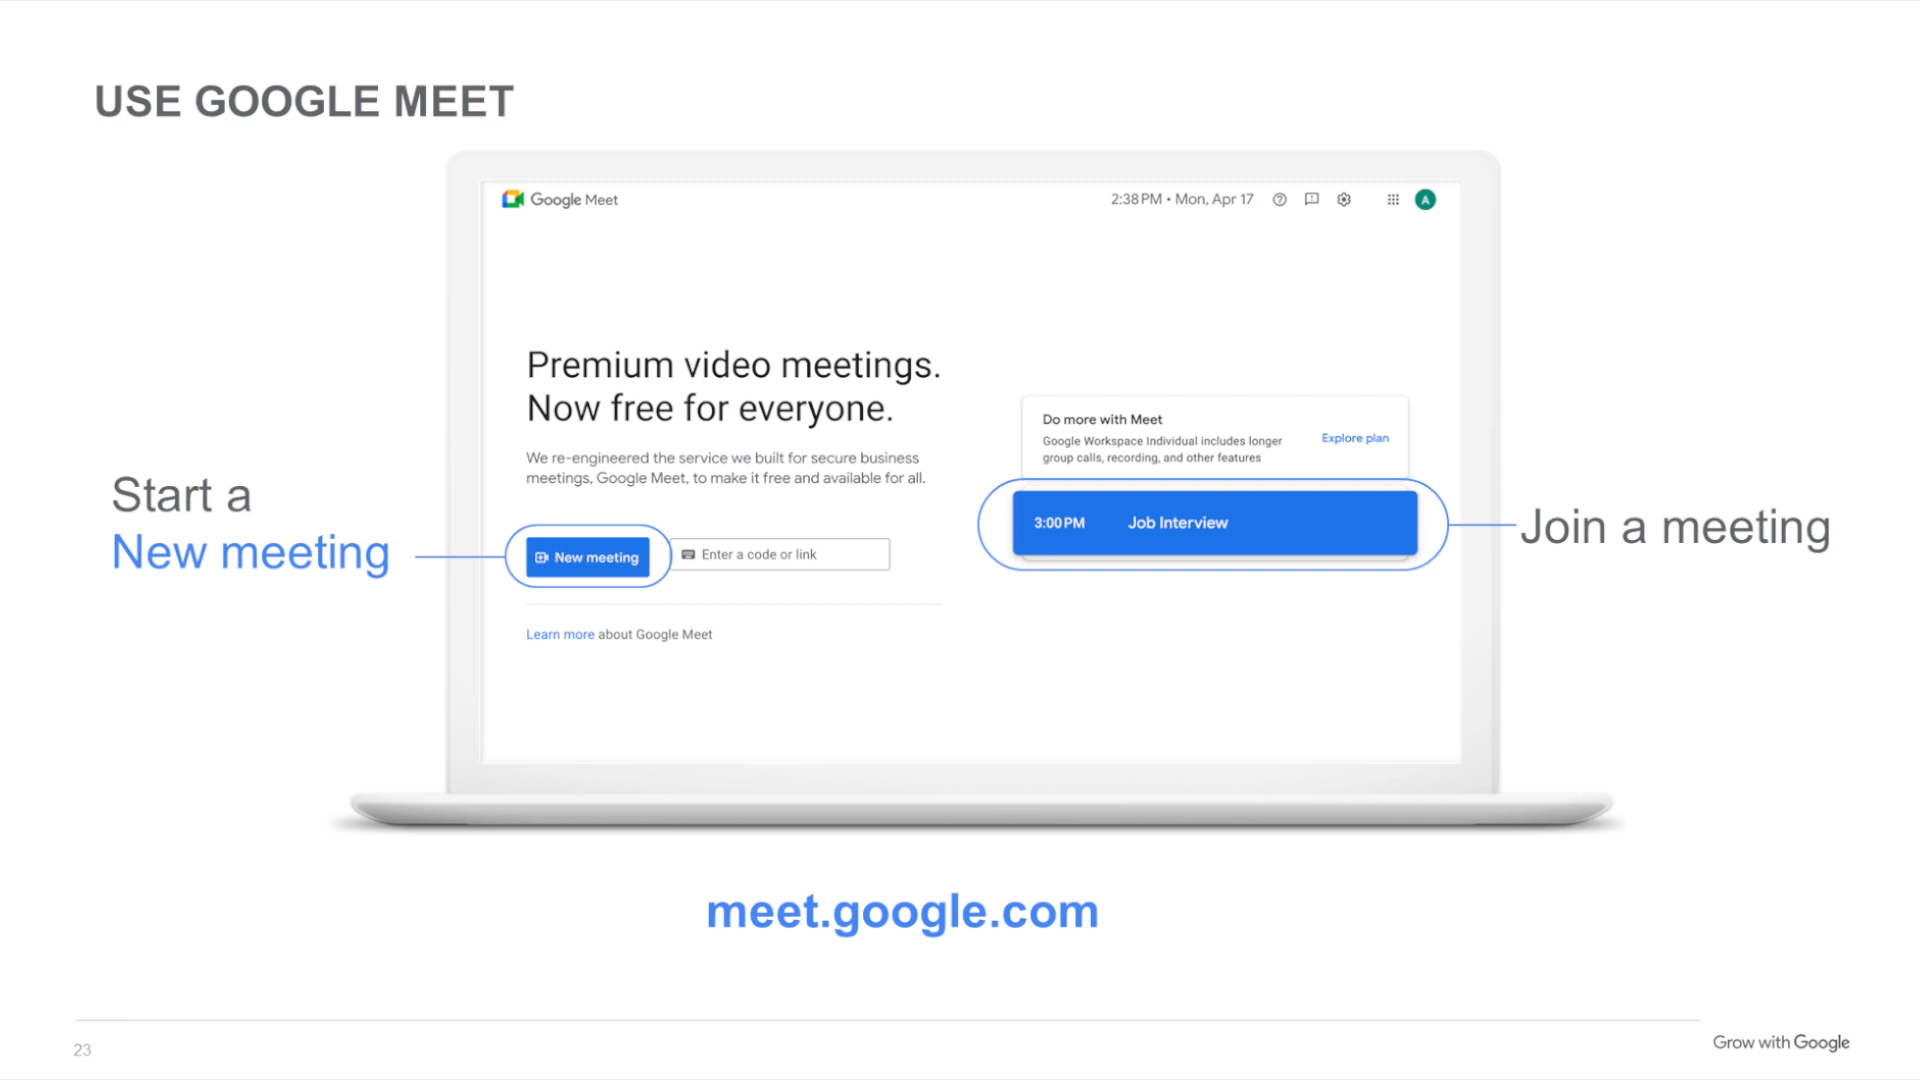 USE GOOGLE MEET
Google Meet
2:38 PM • Mon, Apr 17
A
Premium video meetings.
Now free for everyone.
We re-engineered the service we built for secure business
meetings, Google Meet, to make it free and available for all.
Do more with Meet
Google Workspace Individual includes longer
group calls, recording, and other features
Explore plan
Start a
New meeting
New meeting
Enter a code or link
3:00 PM Job Interview
Join a meeting
Learn more about Google Meet
meet.google.com
23
Grow with Google